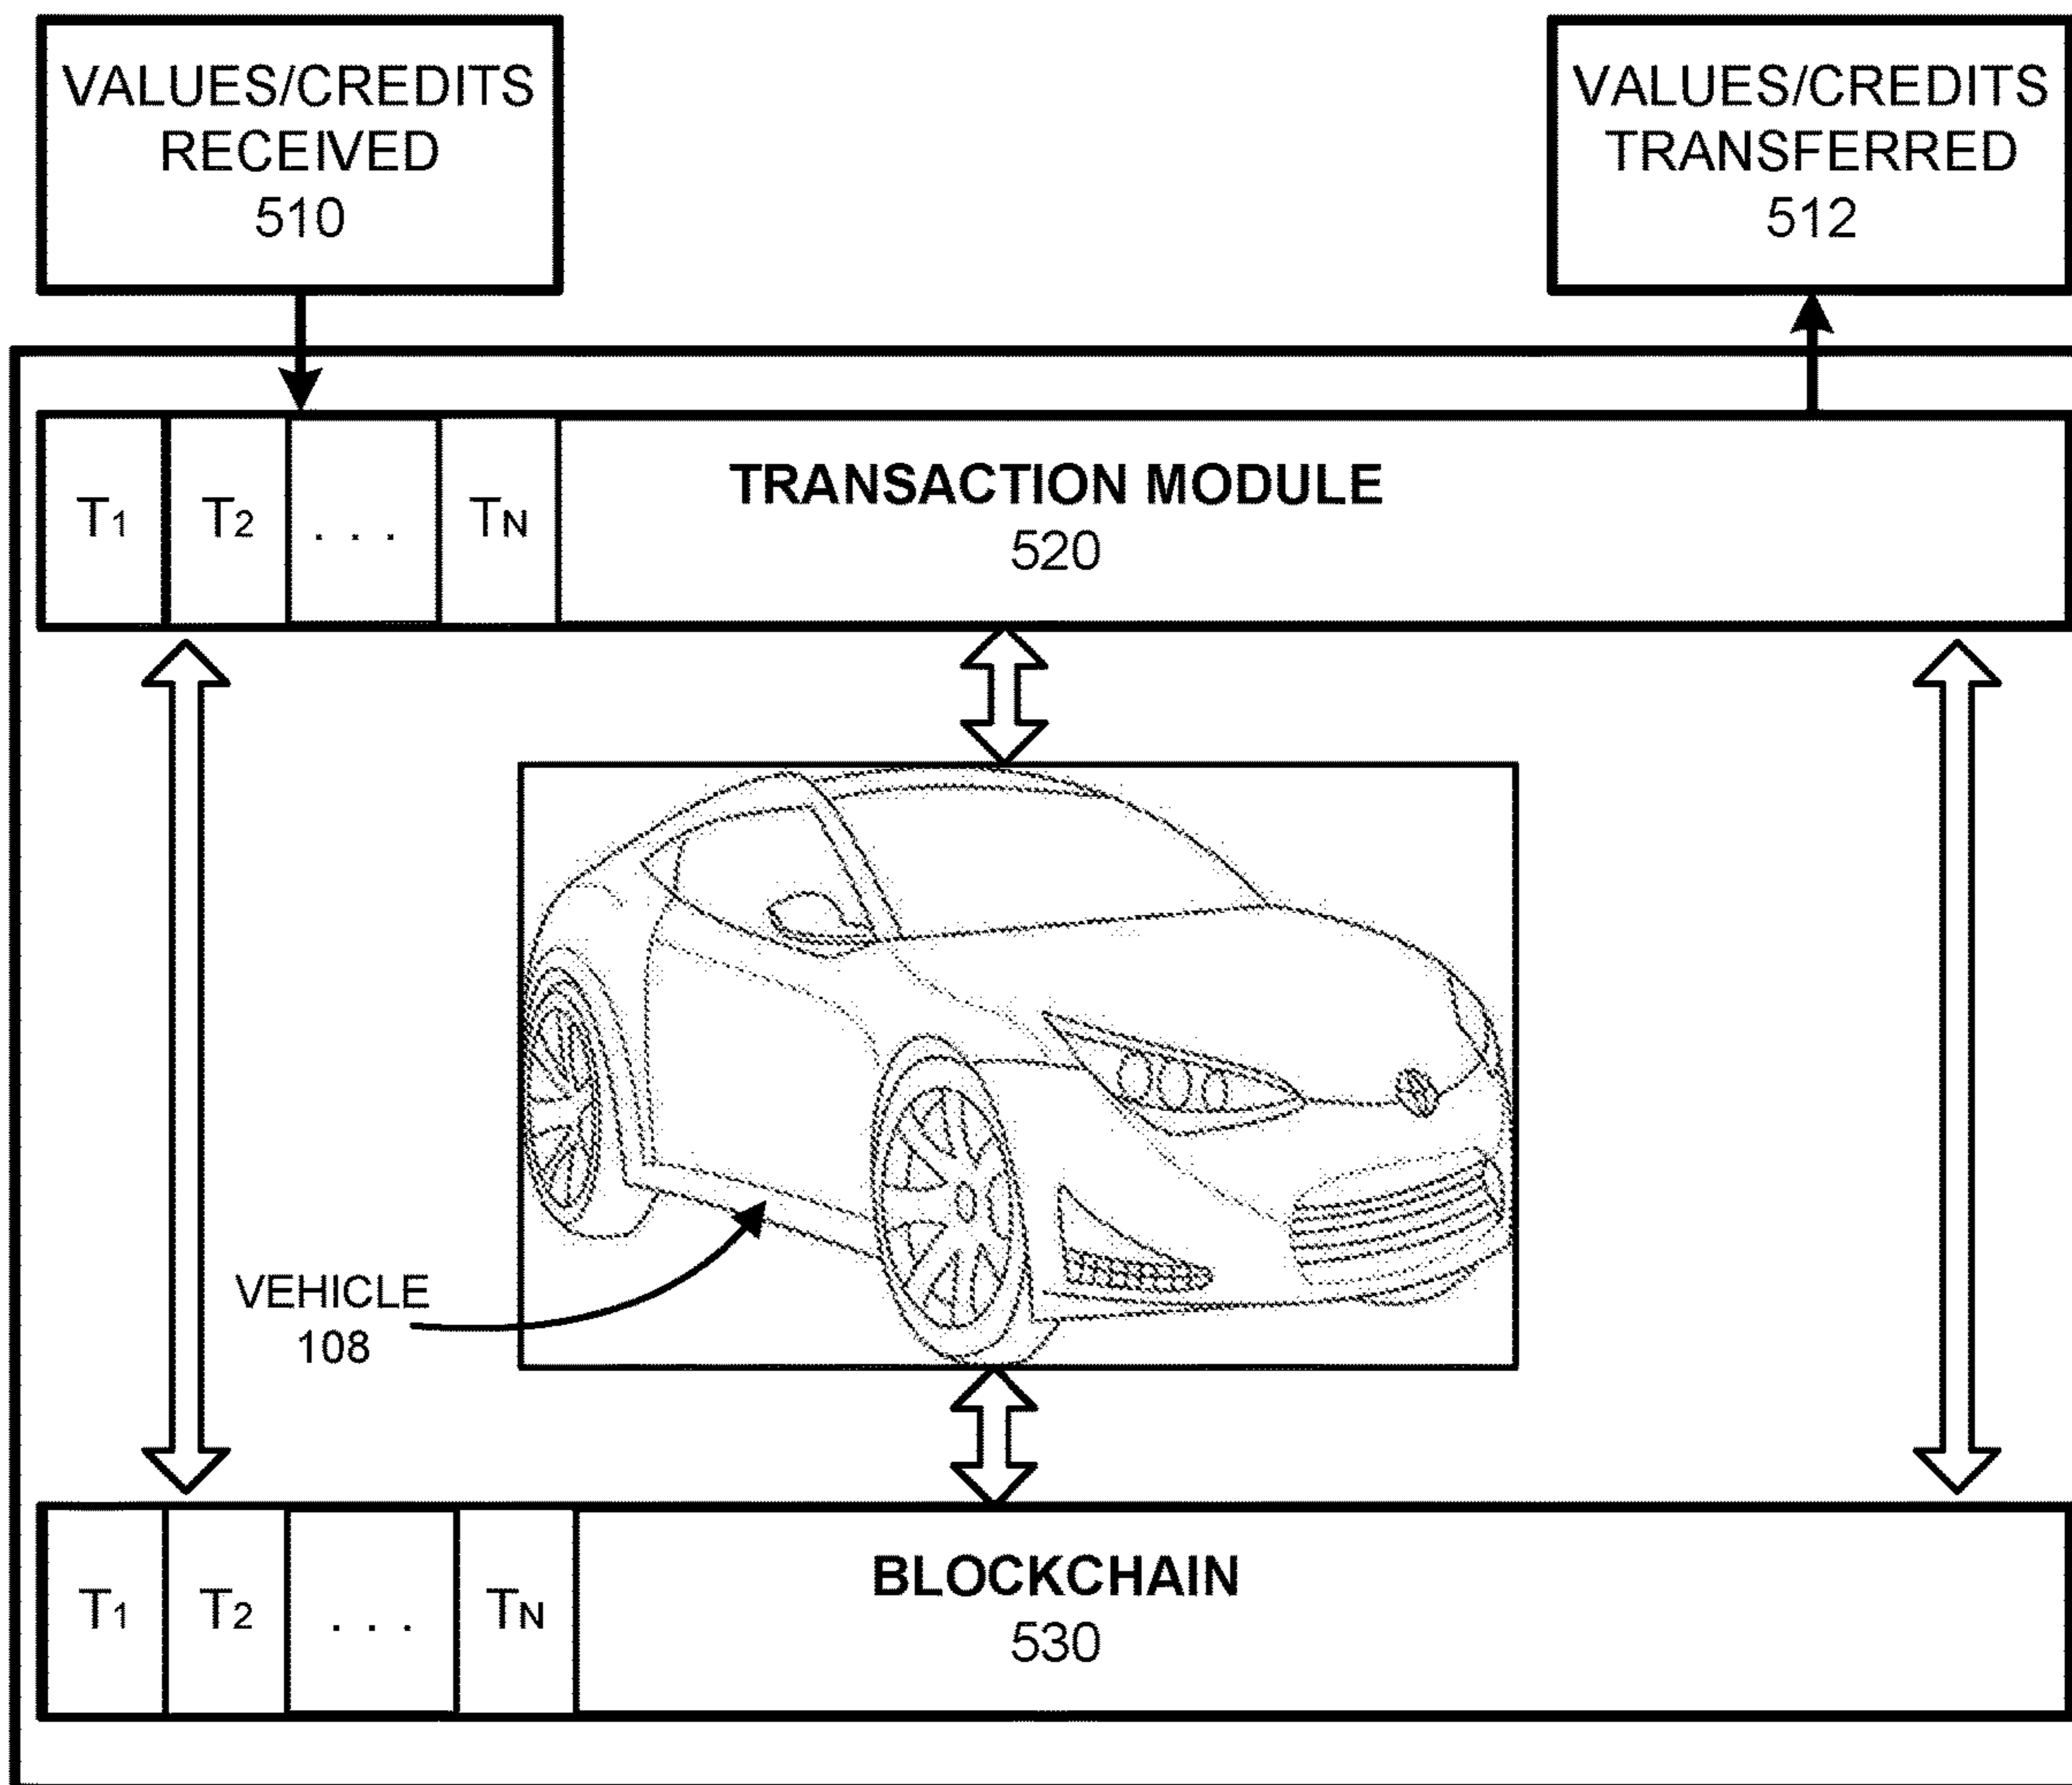 VALUES/CREDITS
RECEIVED
510
VALUES/CREDITS
TRANSFERRED
512
T1 T2 . . . TN
TRANSACTION MODULE
520
VEHICLE
108
T1 T2 . . . TN
BLOCKCHAIN
530